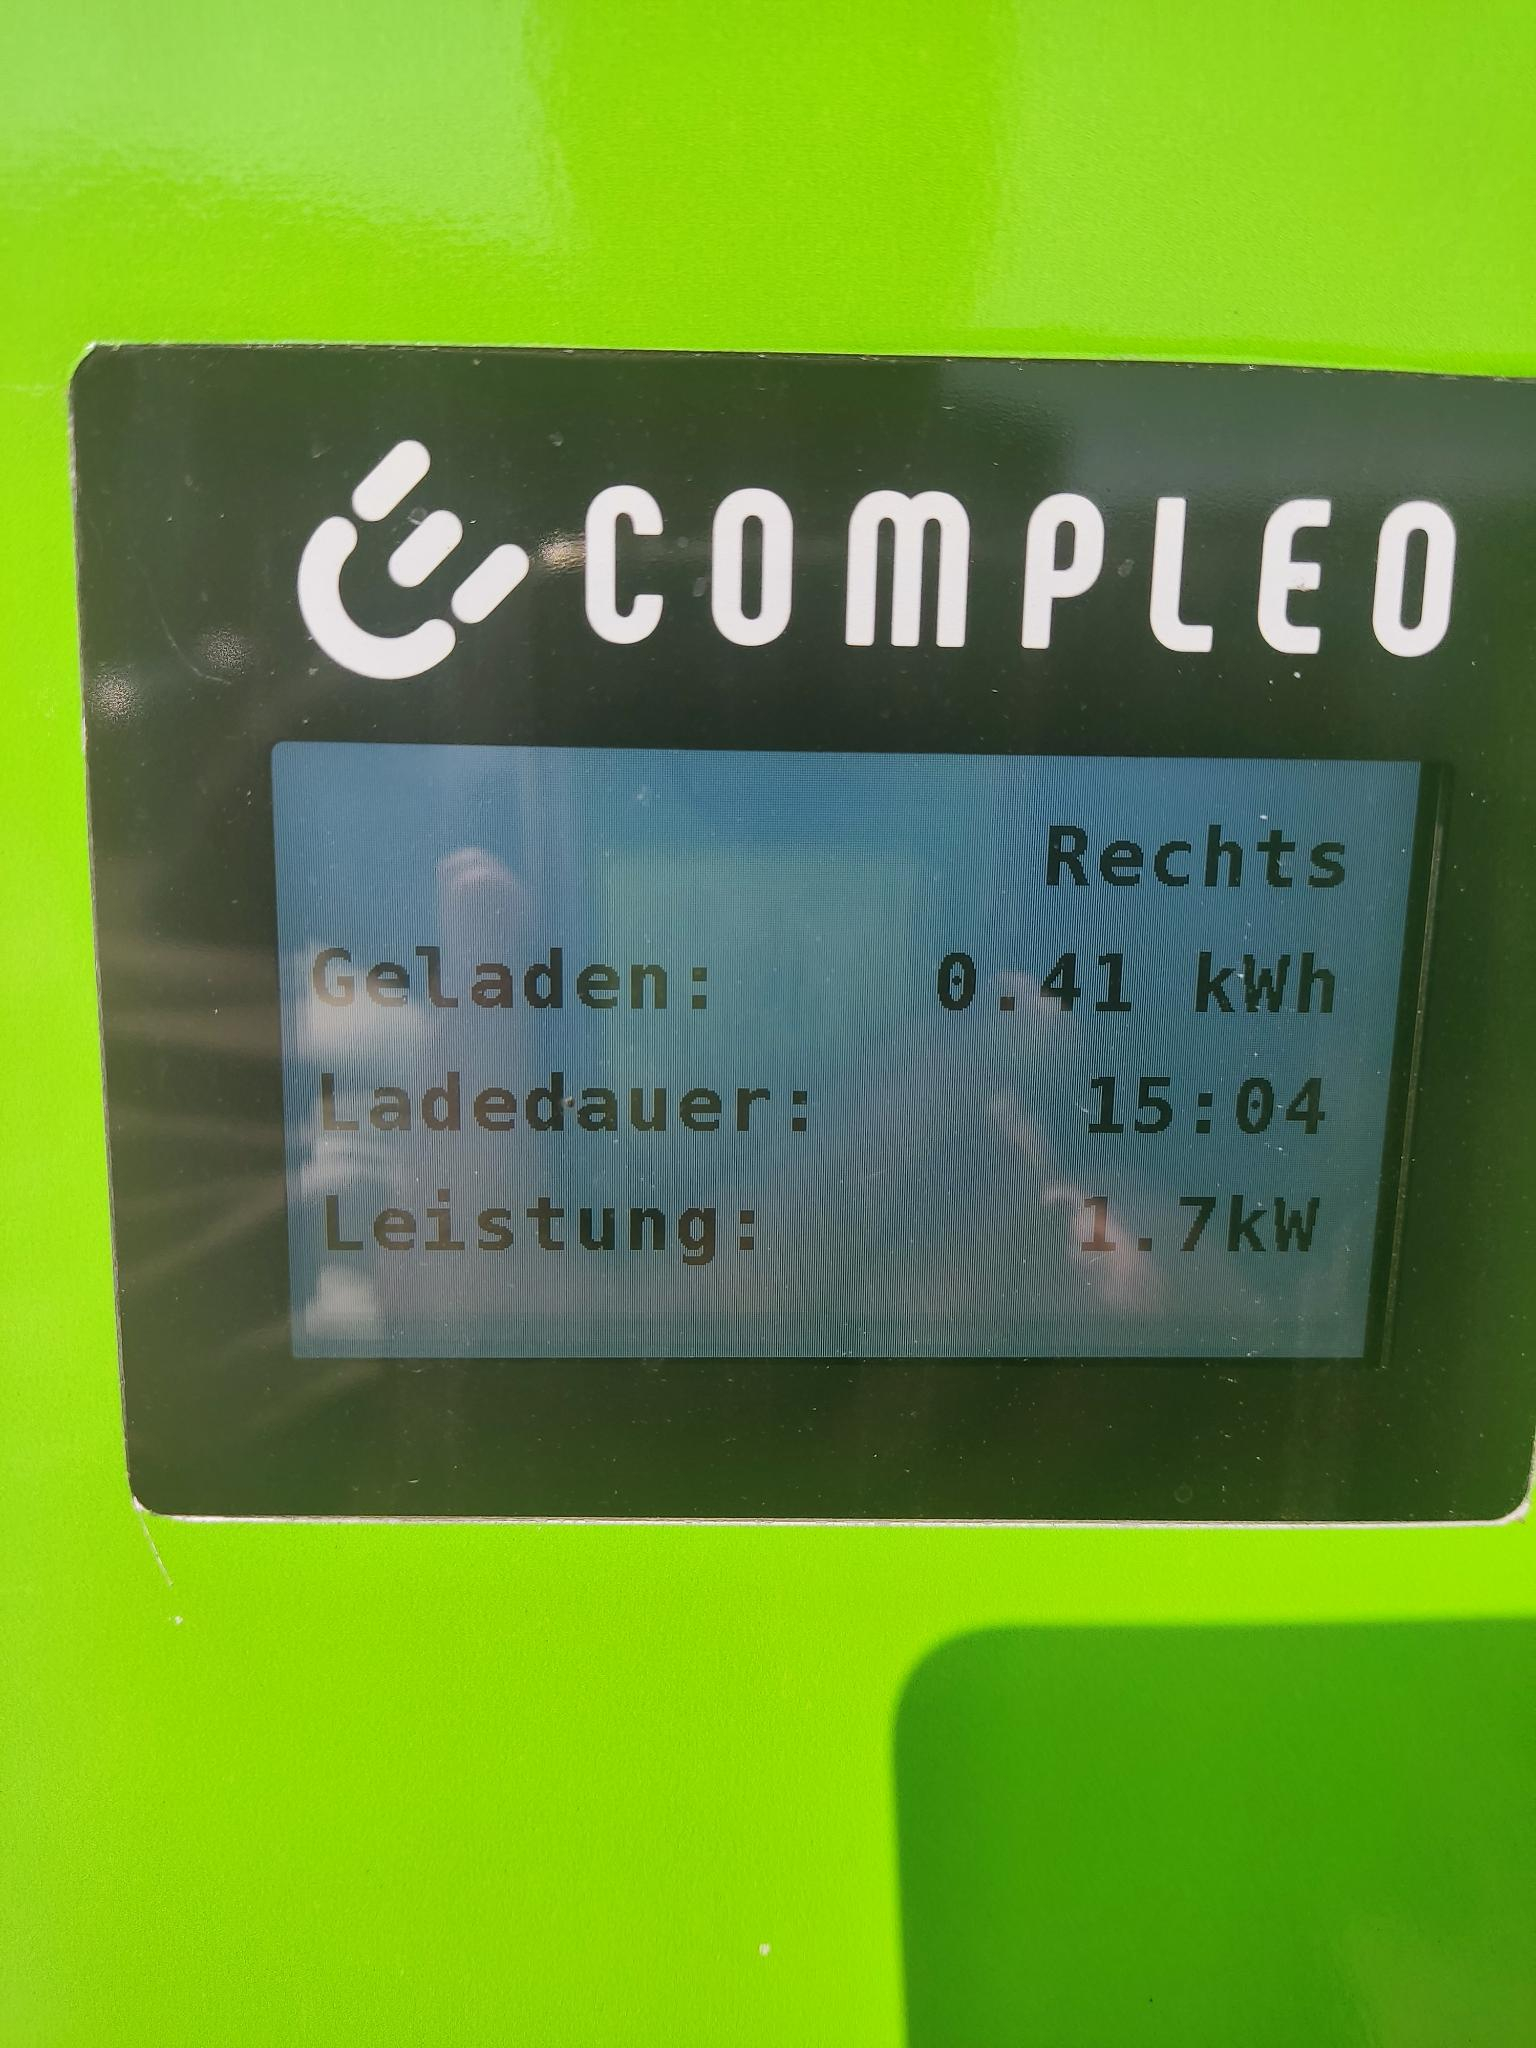 COMPLEO
Rechts
Geladen: 0.41 kWh
Ladedauer: 15:04
Leistung: 1.7kW